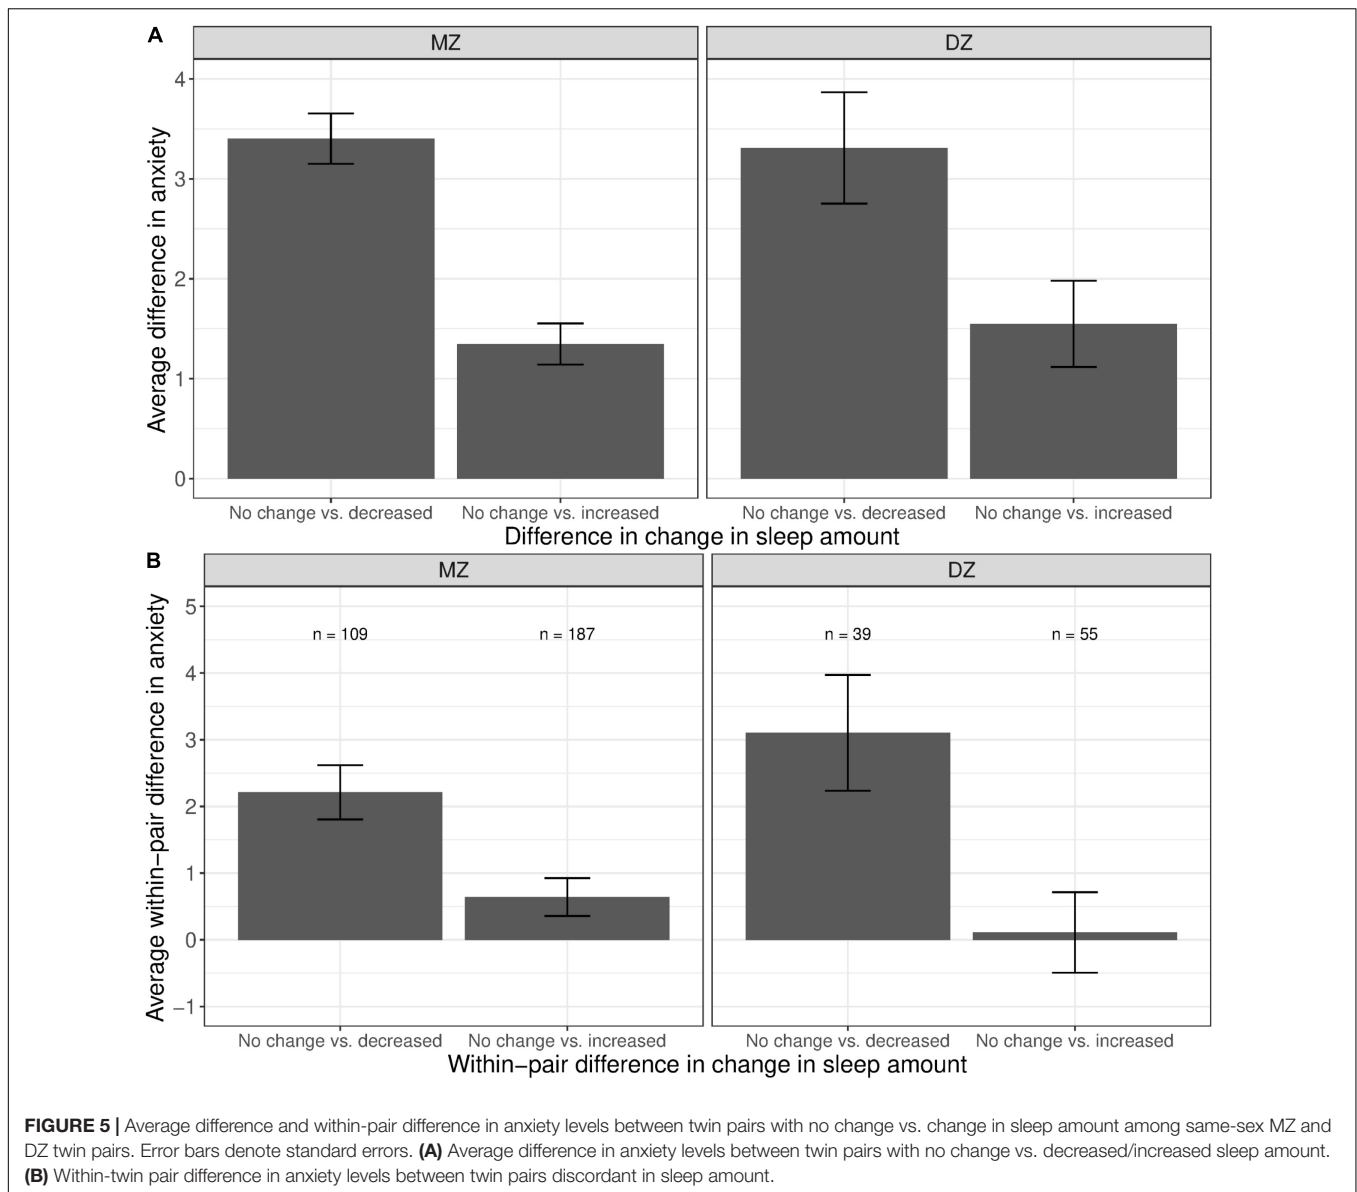 A
MZ
DZ
Average difference in anxiety
4
3
2
1
0
No change vs. decreased
No change vs. increased
No change vs. decreased
No change vs. increased
Difference in change in sleep amount
B
MZ
DZ
Average within−pair difference in anxiety
5
4
3
2
1
0
−1
n = 109
n = 187
n = 39
n = 55
No change vs. decreased
No change vs. increased
No change vs. decreased
No change vs. increased
Within−pair difference in change in sleep amount
FIGURE 5 | Average difference and within-pair difference in anxiety levels between twin pairs with no change vs. change in sleep amount among same-sex MZ and
DZ twin pairs. Error bars denote standard errors. (A) Average difference in anxiety levels between twin pairs with no change vs. decreased/increased sleep amount.
(B) Within-twin pair difference in anxiety levels between twin pairs discordant in sleep amount.